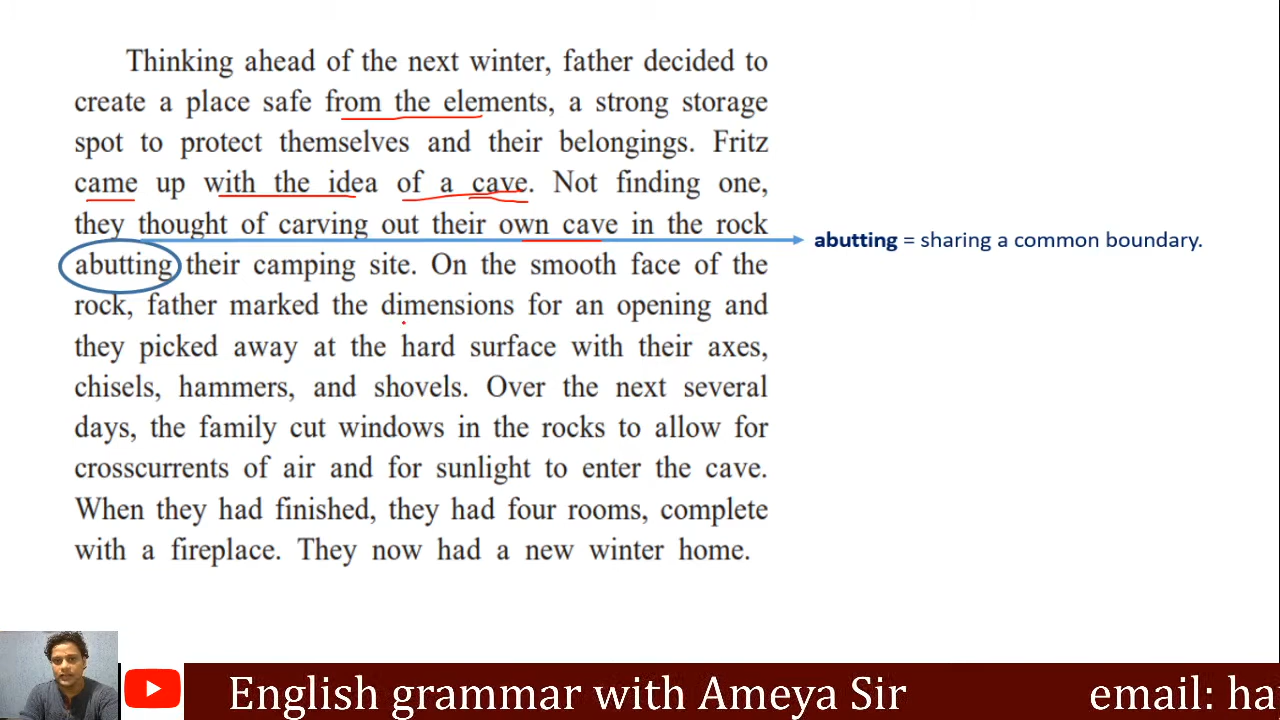 Thinking ahead of the next winter, father decided to
create a place safe from the elements, a strong storage
spot to protect themselves and their belongings. Fritz
came up with the idea of a cave. Not finding one,
they thought of carving out their own cave in the rock
abutting their camping site. On the smooth face of the
rock, father marked the dimensions for an opening and
they picked away at the hard surface with their axes,
chisels, hammers, and shovels. Over the next several
days, the family cut windows in the rocks to allow for
crosscurrents of air and for sunlight to enter the cave.
When they had finished, they had four rooms, complete
with a fireplace. They now had a new winter home.
abutting = sharing a common boundary.
English grammar with Ameya Sir
email: ha